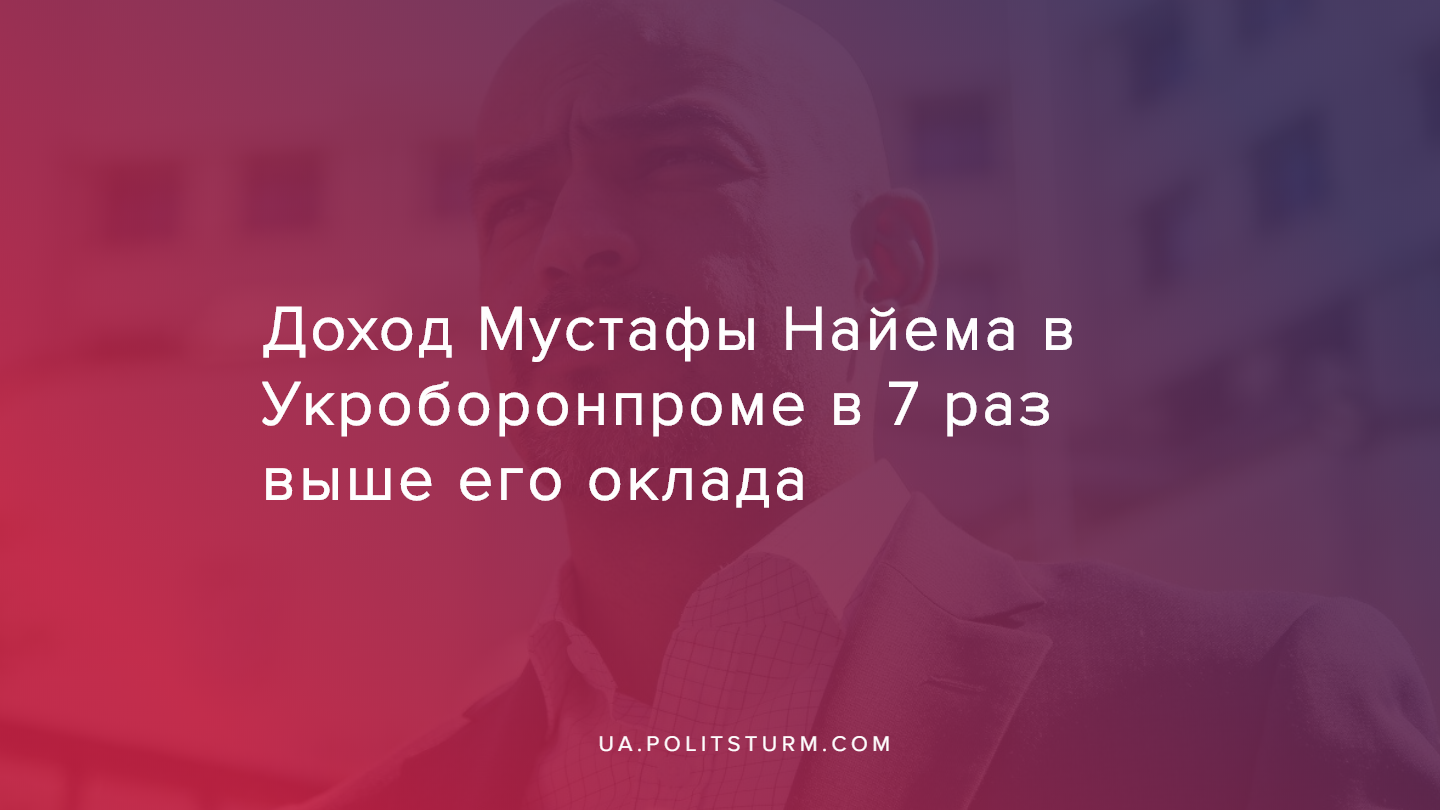 Доход Мустафы Найема в
Укроборонпроме в 7 раз
выше его оклада
UA.POLITSTURM.COM